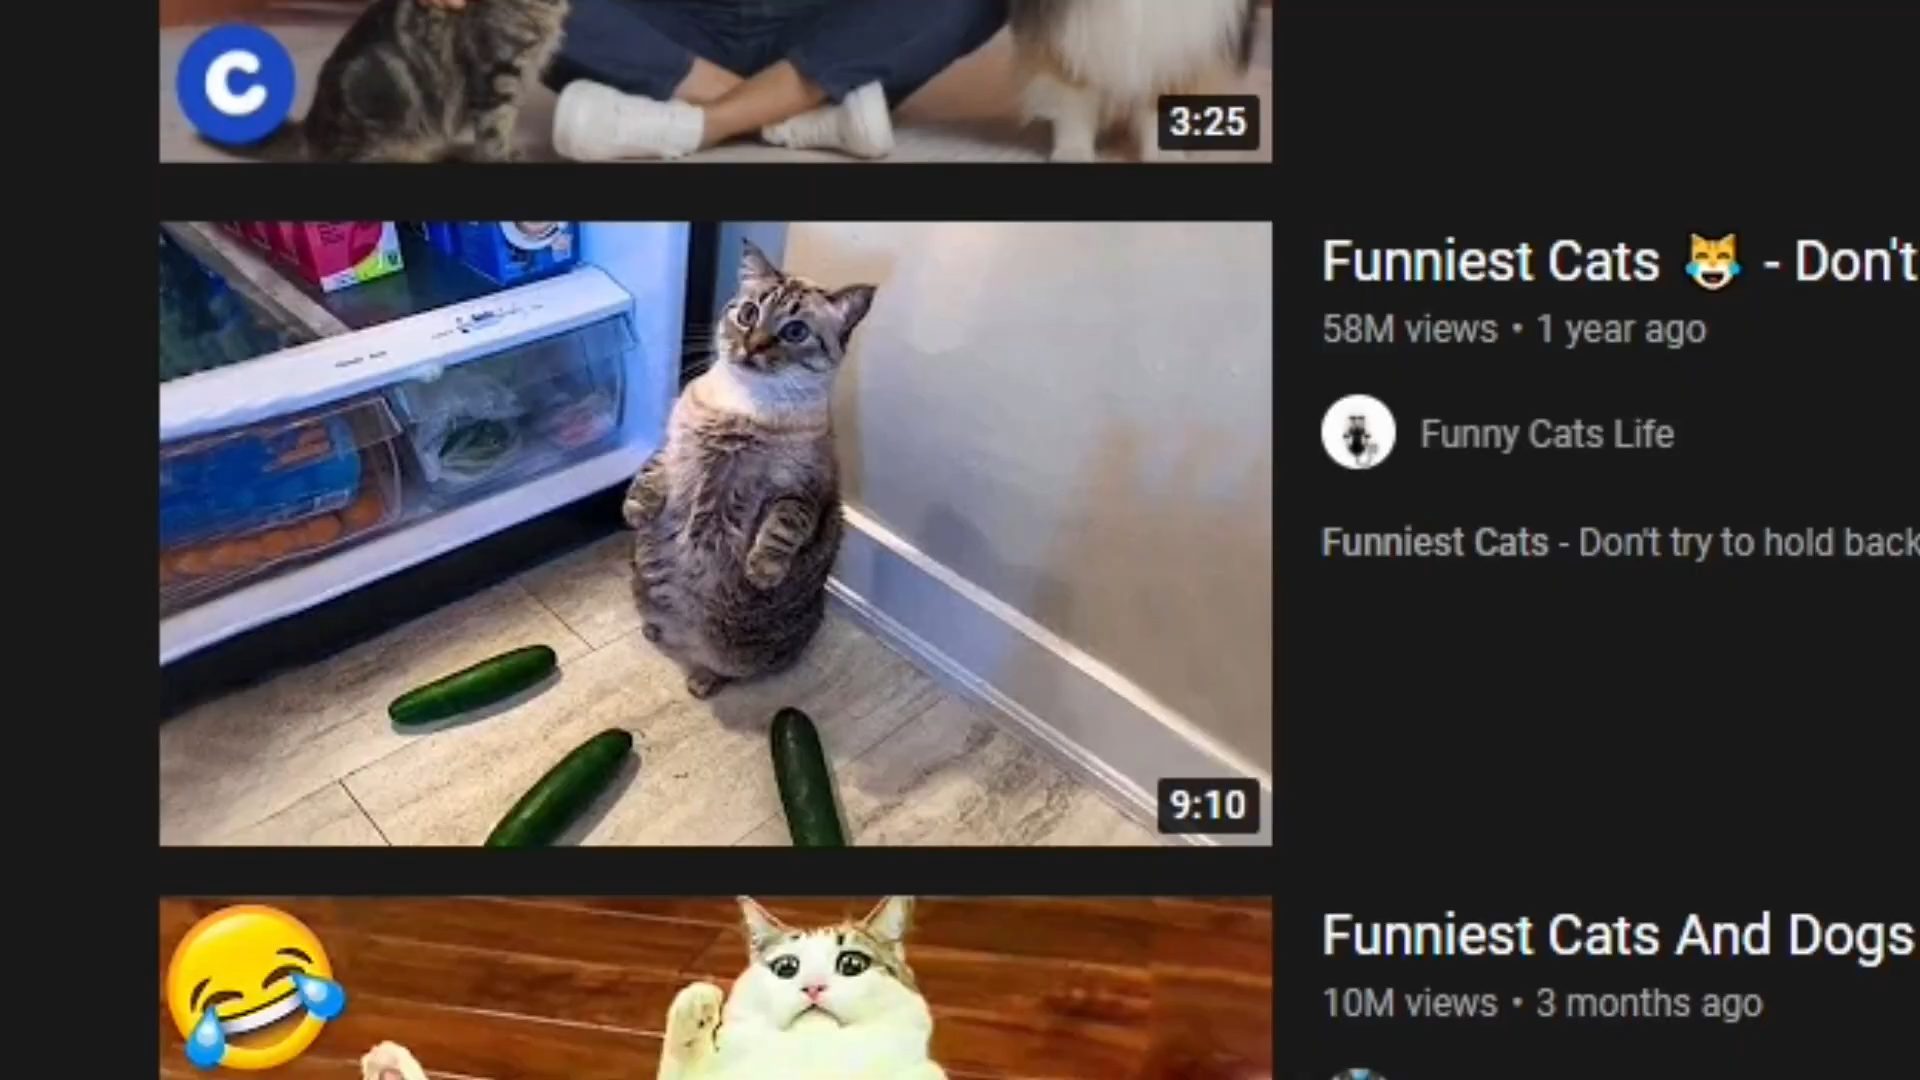 C
3:25
Funniest Cats 😹 - Don't
58M views • 1 year ago
Funny Cats Life
Funniest Cats - Don't try to hold back
9:10
Funniest Cats And Dogs
10M views • 3 months ago